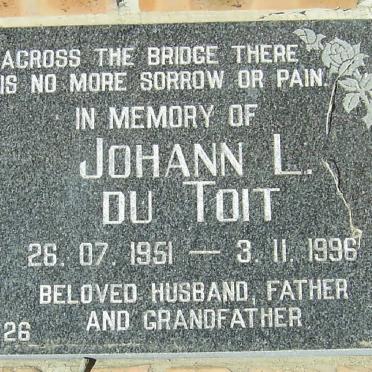 ACROSS THE BRIDGE THERE
IS NO MORE SORROW OR PAIN.
IN MEMORY OF
JOHANN L.
DU TOIT
26. 07. 1951 — 3. 11. 1996
BELOVED HUSBAND, FATHER
AND GRANDFATHER
26